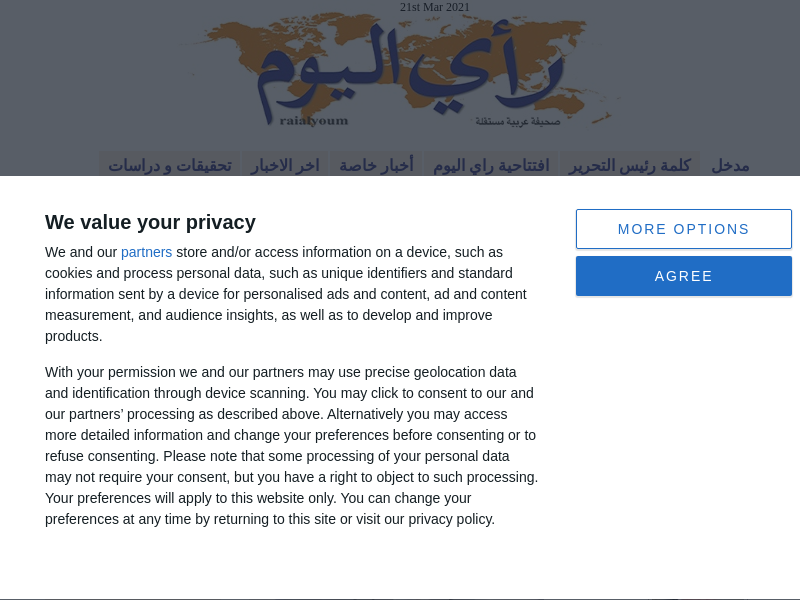 21st Mar 2021
رأي اليوم
raialyoum
صحيفة عربية مستقلة
مدخل كلمة رئيس التحرير افتتاحية راي اليوم أخبار خاصة اخر الاخبار تحقيقات و دراسات
We value your privacy
We and our partners store and/or access information on a device, such as
cookies and process personal data, such as unique identifiers and standard
information sent by a device for personalised ads and content, ad and content
measurement, and audience insights, as well as to develop and improve
products.
With your permission we and our partners may use precise geolocation data
and identification through device scanning. You may click to consent to our and
our partners’ processing as described above. Alternatively you may access
more detailed information and change your preferences before consenting or to
refuse consenting. Please note that some processing of your personal data
may not require your consent, but you have a right to object to such processing.
Your preferences will apply to this website only. You can change your
preferences at any time by returning to this site or visit our privacy policy.
MORE OPTIONS
AGREE